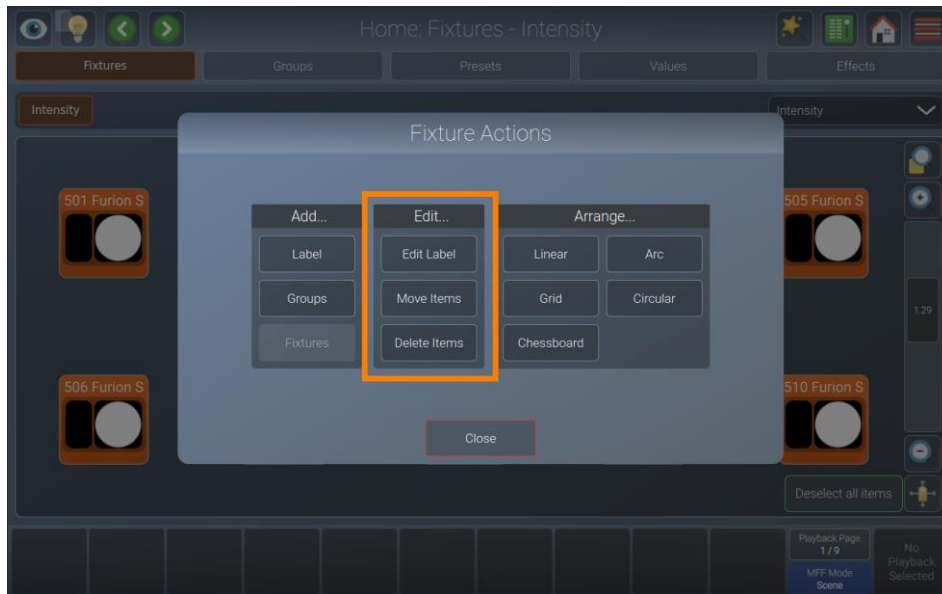 Home: Fixtures - Intensity
Fixtures
Groups
Presets
Values
Effects
Intensity
Intensity
Fixture Actions
501 Furion S
505 Furion S
Add...
Edit...
Arrange...
Label
Edit Label
Linear
Arc
Groups
Move Items
Grid
Circular
1.29
Fixtures
Delete Items
Chessboard
506 Furion S
510 Furion S
Close
Deselect all items
Playback Page
1 / 9
MFF Mode
Scene
No
Playback
Selected